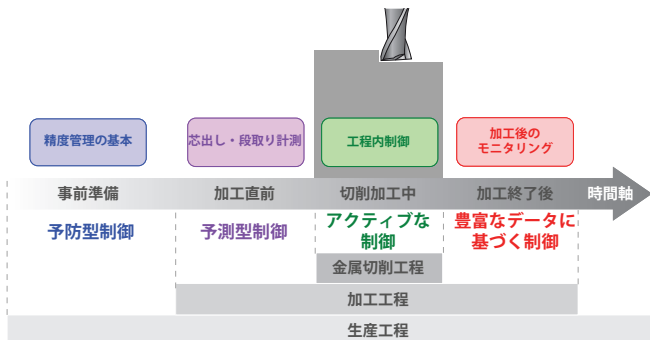 精度管理の基本
芯出し・段取り計測
工程内制御
加工後の
モニタリング
事前準備
加工直前
切削加工中
加工終了後
時間軸
予防型制御
予測型制御
アクティブな
制御
豊富なデータに
基づく制御
金属切削工程
加工工程
生産工程